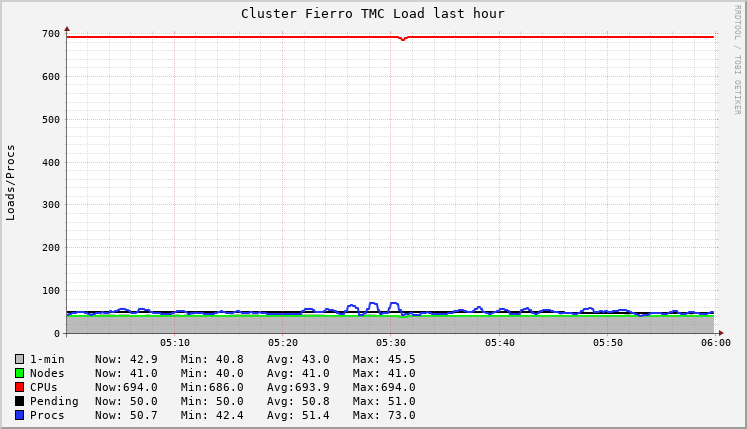 Cluster Fierro TMC Load last hour
RRDTOOL / TOBI OETIKER
Loads/Procs
700
600
500
400
300
200
100
0
05:10 05:20 05:30 05:40 05:50 06:00
1-min Now: 42.9 Min: 40.8 Avg: 43.0 Max: 45.5
Nodes Now: 41.0 Min: 40.0 Avg: 41.0 Max: 41.0
CPUs Now:694.0 Min:686.0 Avg:693.9 Max:694.0
Pending Now: 50.0 Min: 50.0 Avg: 50.8 Max: 51.0
Procs Now: 50.7 Min: 42.4 Avg: 51.4 Max: 73.0